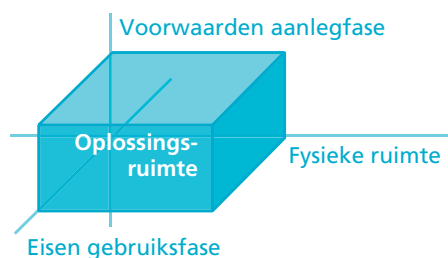 Voorwaarden aanlegfase
Oplossings-
ruimte
Fysieke ruimte
Eisen gebruiksfase